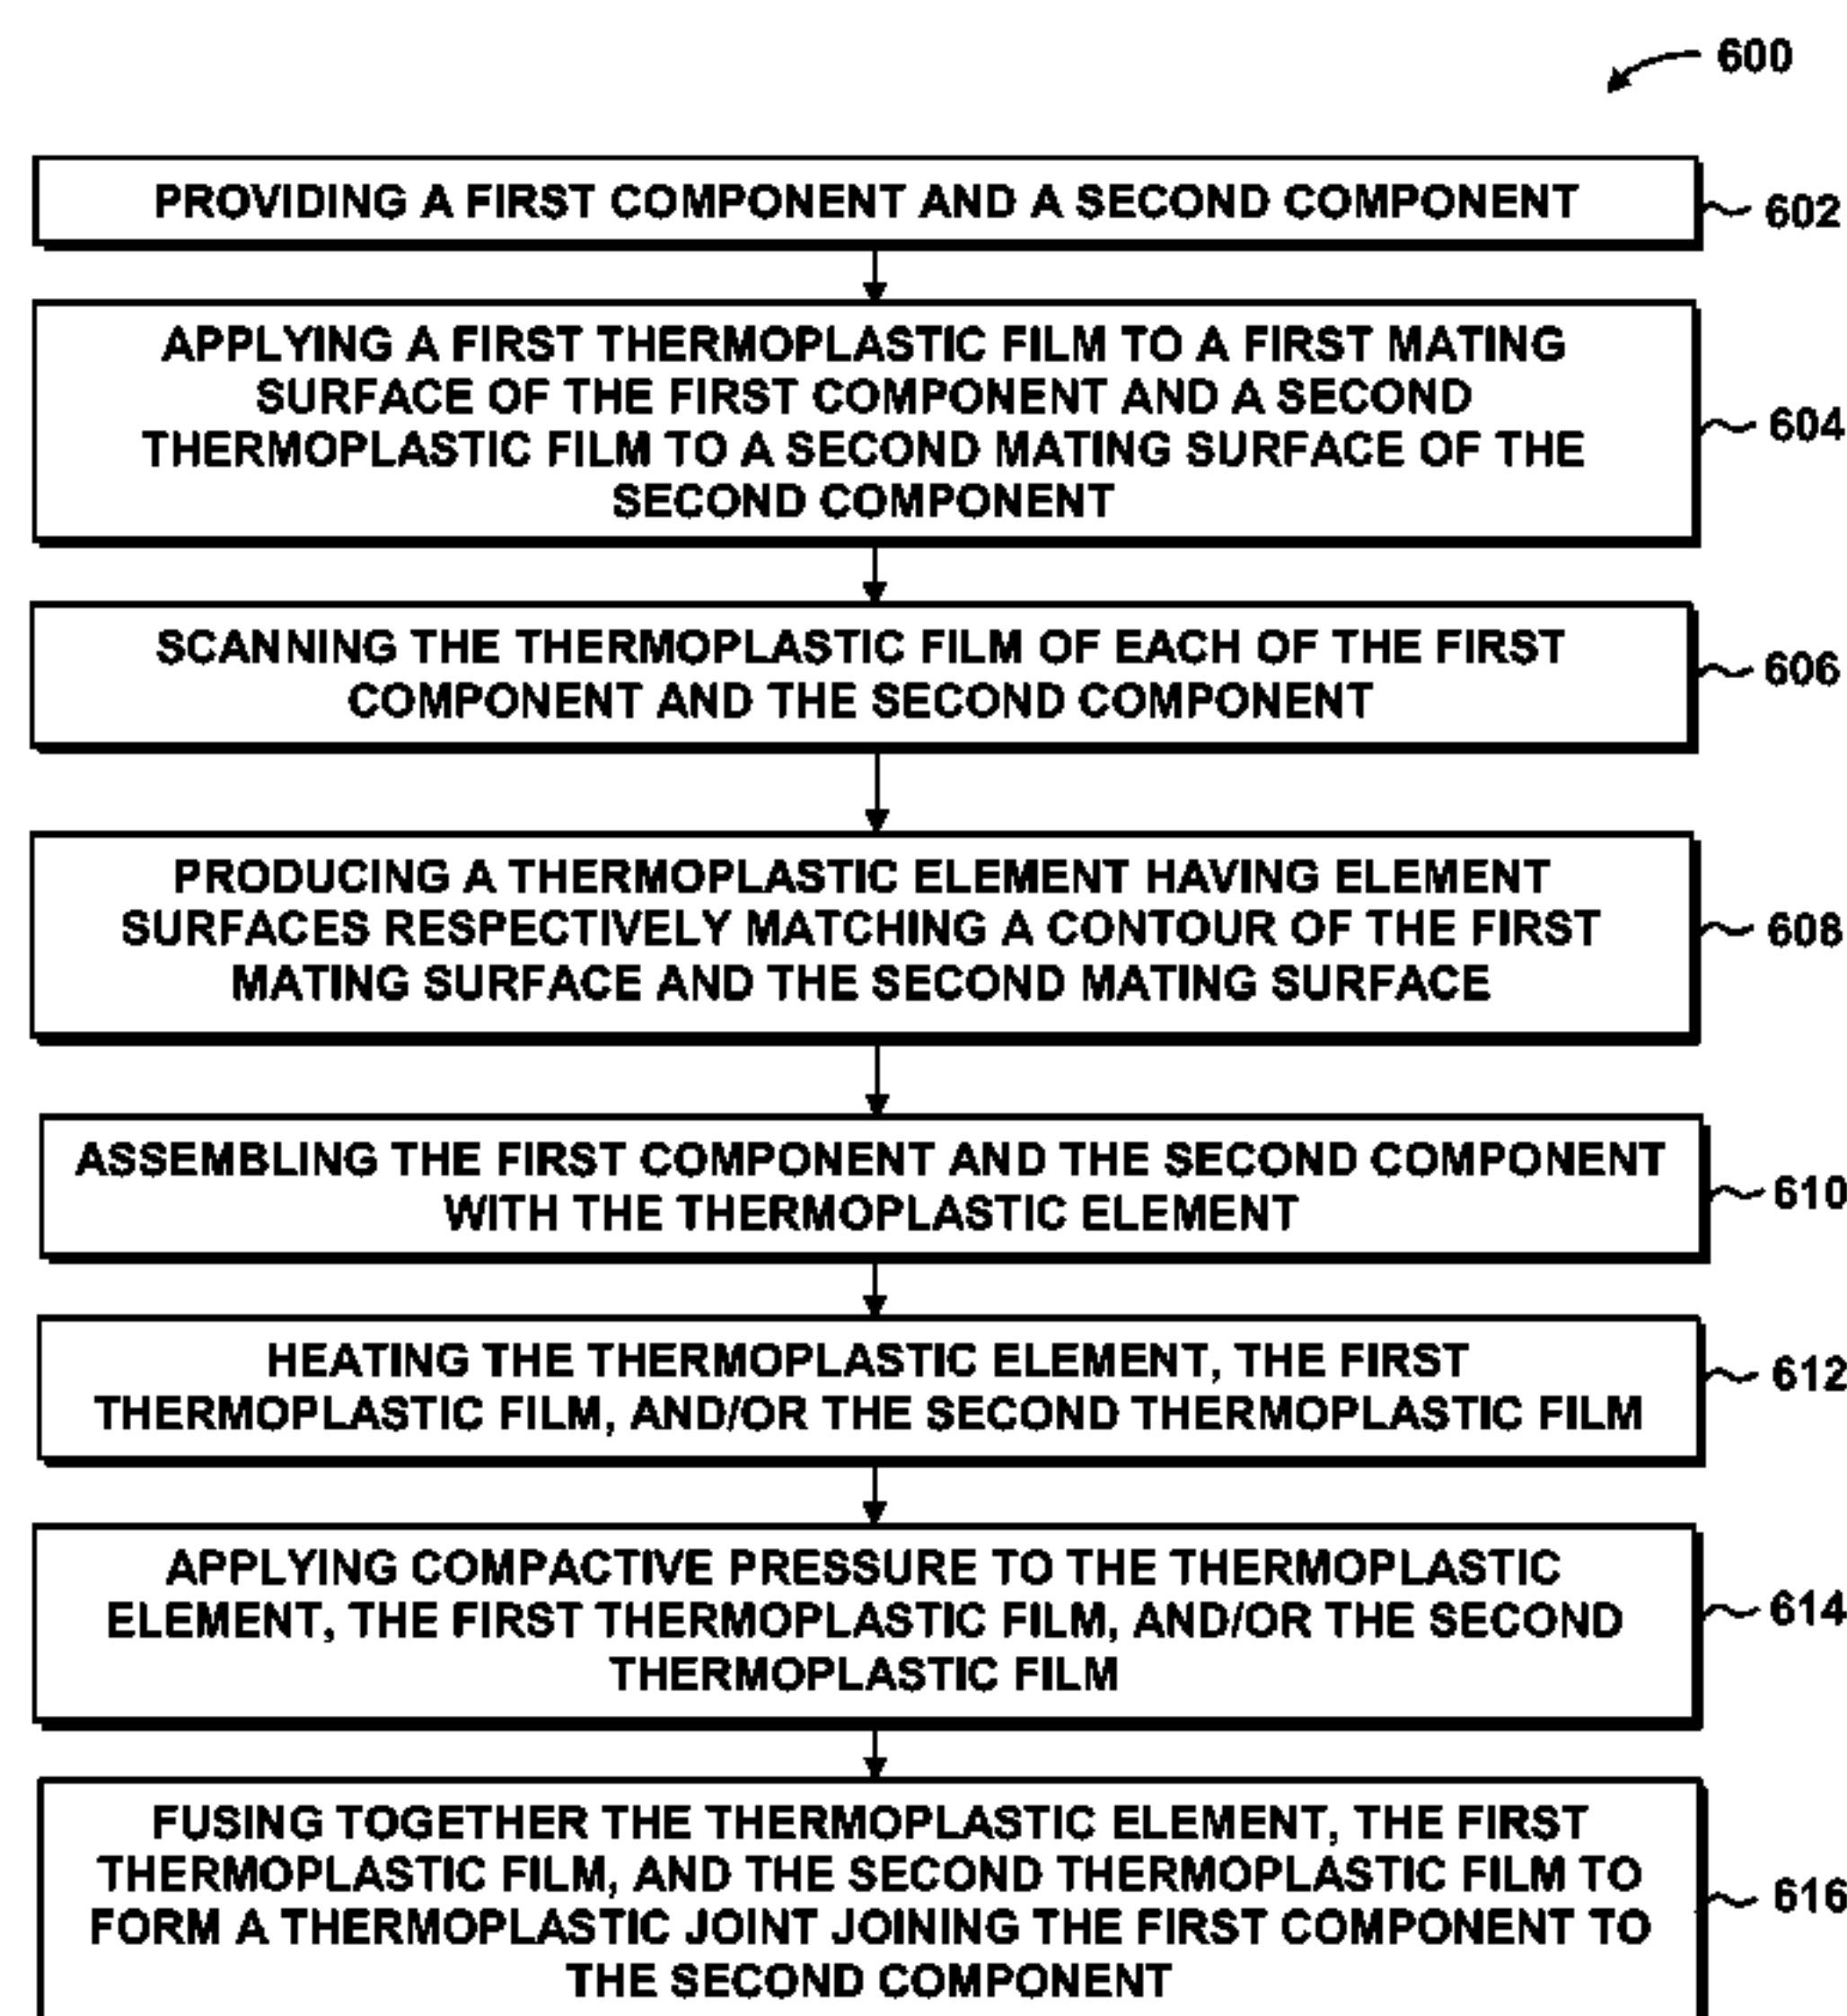 600
PROVIDING A FIRST COMPONENT AND A SECOND COMPONENT
602
APPLYING A FIRST THERMOPLASTIC FILM TO A FIRST MATING
SURFACE OF THE FIRST COMPONENT AND A SECOND
THERMOPLASTIC FILM TO A SECOND MATING SURFACE OF THE
SECOND COMPONENT
604
SCANNING THE THERMOPLASTIC FILM OF EACH OF THE FIRST
COMPONENT AND THE SECOND COMPONENT
606
PRODUCING A THERMOPLASTIC ELEMENT HAVING ELEMENT
SURFACES RESPECTIVELY MATCHING A CONTOUR OF THE FIRST
MATING SURFACE AND THE SECOND MATING SURFACE
608
ASSEMBLING THE FIRST COMPONENT AND THE SECOND COMPONENT
WITH THE THERMOPLASTIC ELEMENT
610
HEATING THE THERMOPLASTIC ELEMENT, THE FIRST
THERMOPLASTIC FILM, AND/OR THE SECOND THERMOPLASTIC FILM
612
APPLYING COMPACTIVE PRESSURE TO THE THERMOPLASTIC
ELEMENT, THE FIRST THERMOPLASTIC FILM, AND/OR THE SECOND
THERMOPLASTIC FILM
614
FUSING TOGETHER THE THERMOPLASTIC ELEMENT, THE FIRST
THERMOPLASTIC FILM, AND THE SECOND THERMOPLASTIC FILM TO
FORM A THERMOPLASTIC JOINT JOINING THE FIRST COMPONENT TO
THE SECOND COMPONENT
616